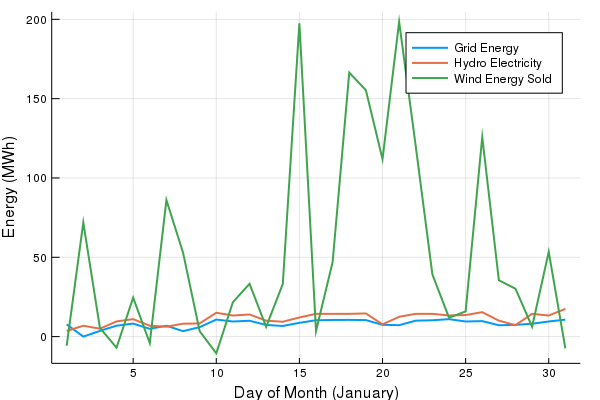 200
150
100
50
0
Energy (MWh)
Grid Energy
Hydro Electricity
Wind Energy Sold
5
10
15
20
25
30
Day of Month (January)